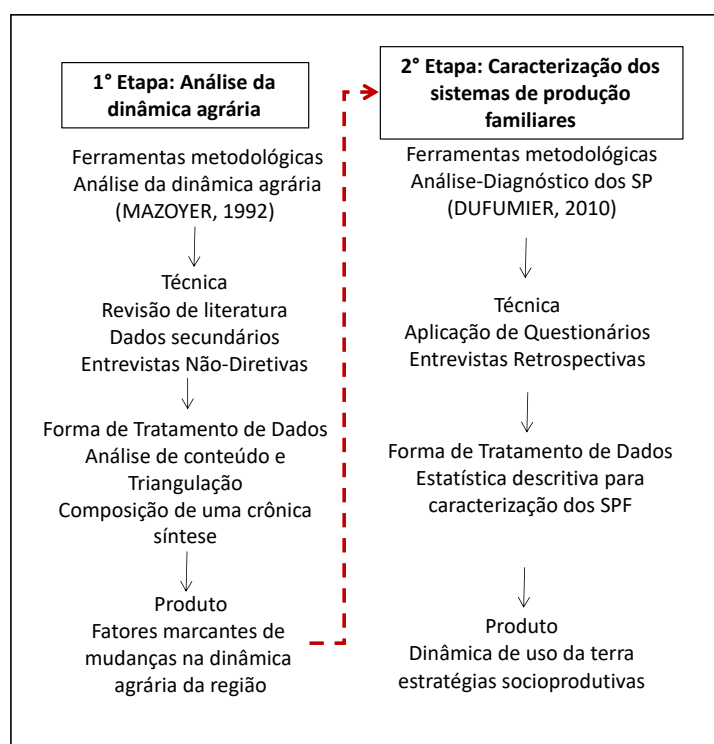 1° Etapa: Análise da
dinâmica agrária
Ferramentas metodológicas
Análise da dinâmica agrária
(MAZOYER, 1992)
Técnica
Revisão de literatura
Dados secundários
Entrevistas Não-Diretivas
Forma de Tratamento de Dados
Análise de conteúdo e
Triangulação
Composição de uma crônica
síntese
Produto
Fatores marcantes de
mudanças na dinâmica
agrária da região
2° Etapa: Caracterização dos
sistemas de produção
familiares
Ferramentas metodológicas
Análise-Diagnóstico dos SP
(DUFUMIER, 2010)
Técnica
Aplicação de Questionários
Entrevistas Retrospectivas
Forma de Tratamento de Dados
Estatística descritiva para
caracterização dos SPF
Produto
Dinâmica de uso da terra
estratégias socioprodutivas